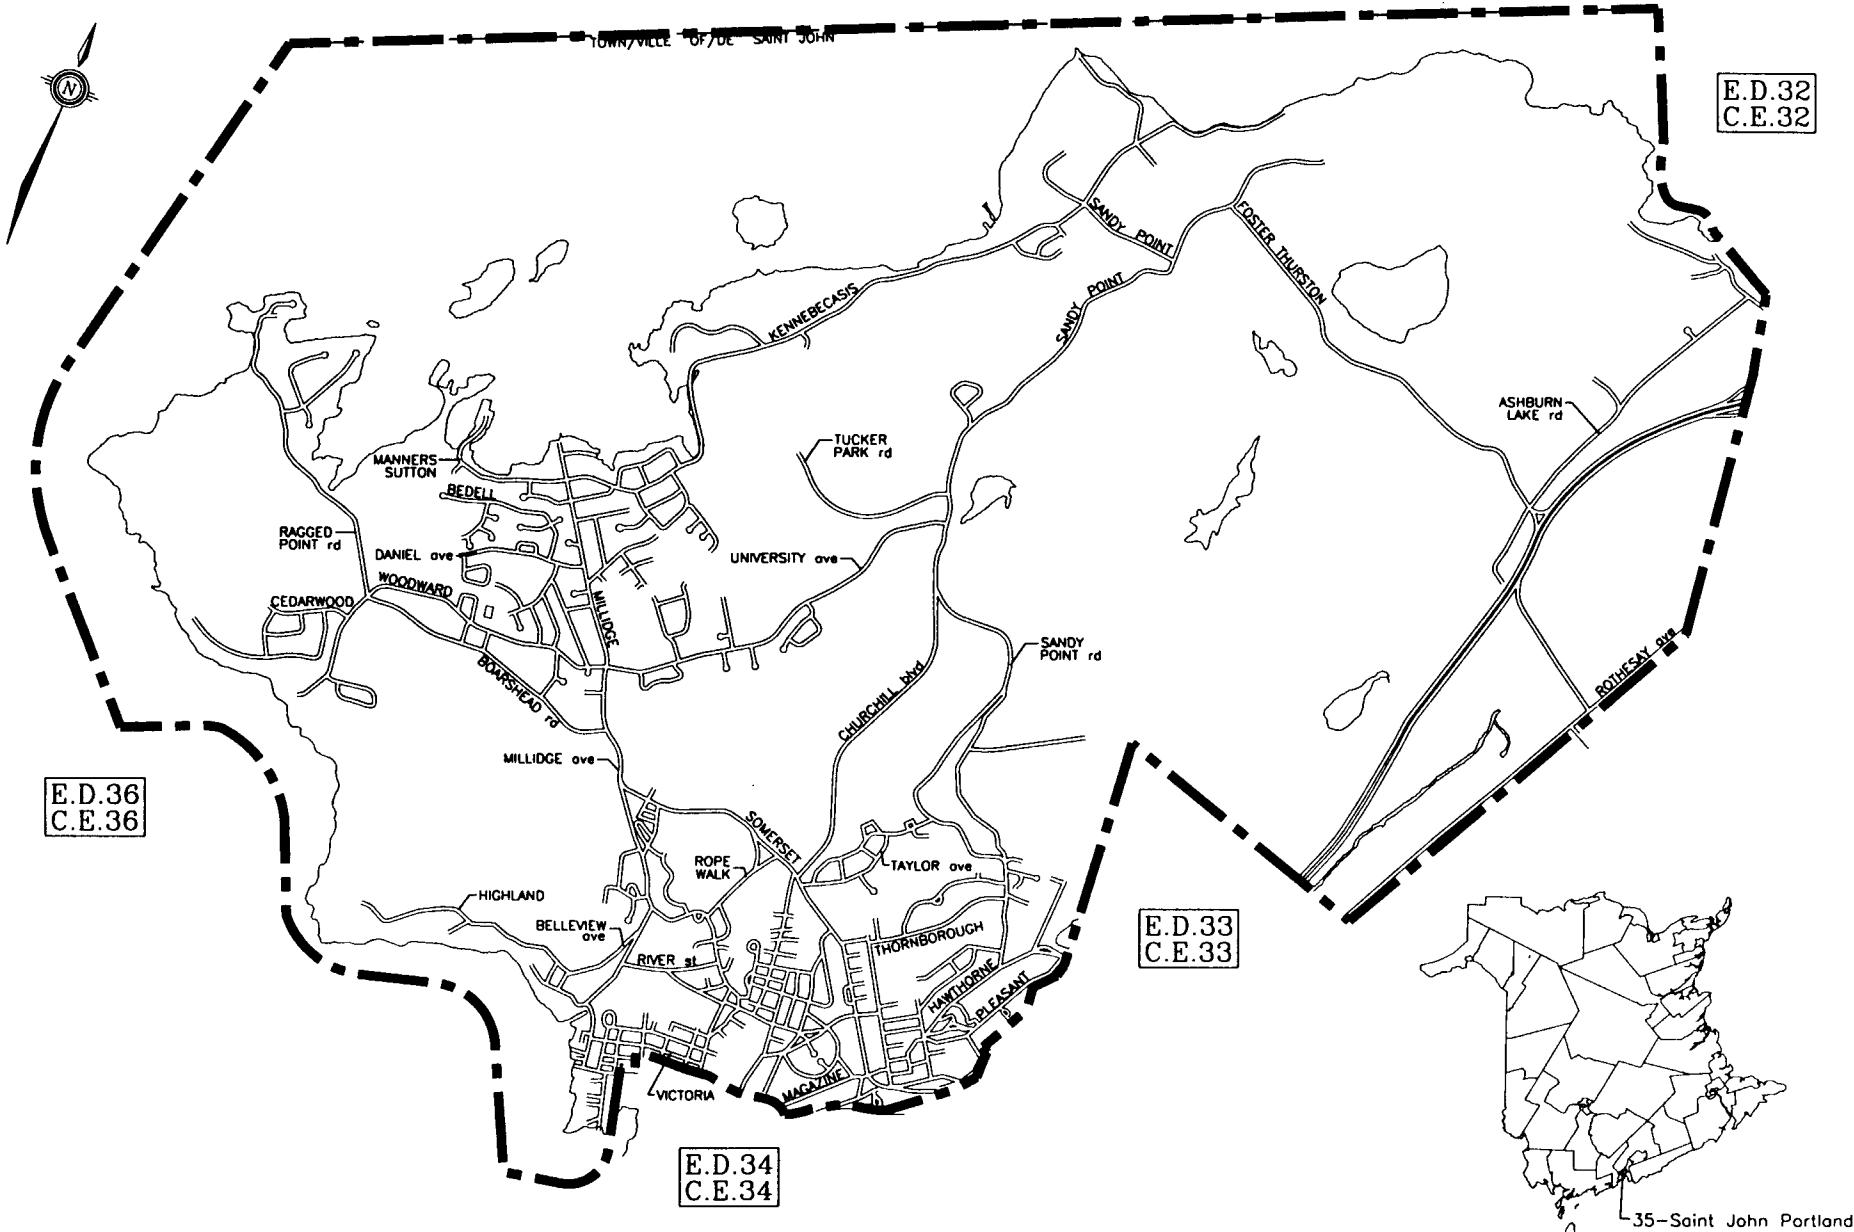 TOWN/VILLE OF/DE SAINT JOHN
N
E.D.32
C.E.32
SANDY POINT
FOSTER THURSTON
SANDY POINT
KENNEBECASIS
ASHBURN
LAKE rd
TUCKER
PARK rd
MANNERS
SUTTON
BEDELL
RAGGED
POINT rd
DANIEL ave
UNIVERSITY ave
WOODWARD
CEDARWOOD
MILLIDGE
SANDY
POINT rd
ROTHESAY ave
BOARSHEAD rd
CHURCHILL blvd
MILLIDGE ave
E.D.36
C.E.36
SOMERSET
ROPE
WALK
TAYLOR ave
HIGHLAND
BELLEVIEW
ave
THORNBOROUGH
E.D.33
C.E.33
RIVER st
HAWTHORNE
PLEASANT
MAGAZINE
VICTORIA
E.D.34
C.E.34
35-Saint John Portland